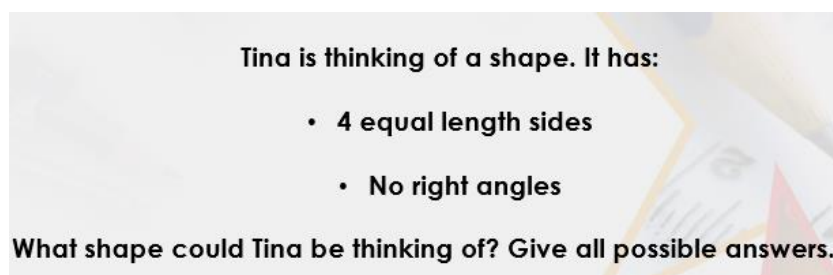 Tina is thinking of a shape. It has:
• 4 equal length sides
• No right angles
What shape could Tina be thinking of? Give all possible answers.